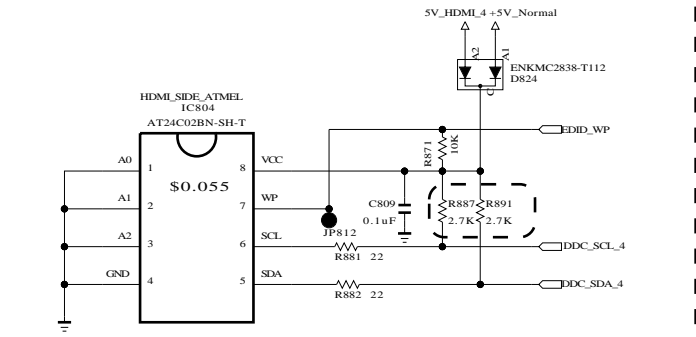 5V_HDMI_4 +5V_Normal
A2
A1
ENKMC2838-T112
D824
C
HDMI_SIDE_ATMEL
IC804
AT24C02BN-SH-T
EDID_WP
R871
10K
A0
1
8
VCC
$0.055
A1
2
7
WP
C809
0.1uF
R887
2.7K
R891
2.7K
JP812
A2
3
6
SCL
R881 22
DDC_SCL_4
GND
4
5
SDA
R882 22
DDC_SDA_4